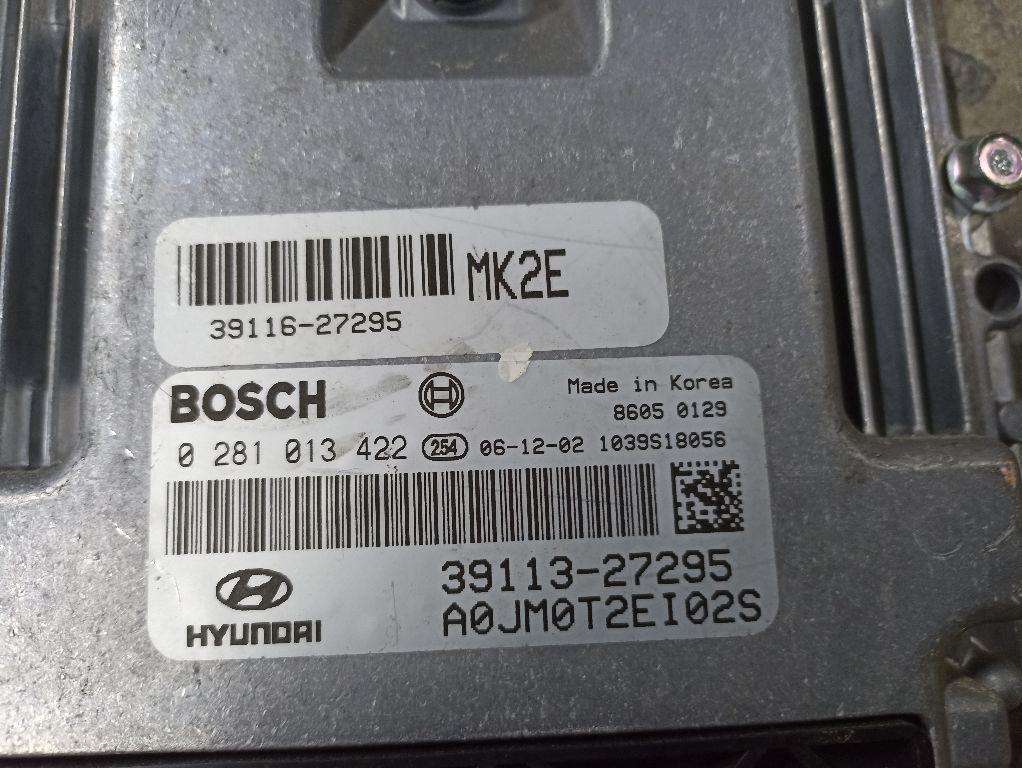 MK2E
39116-27295
BOSCH
Made in Korea
8605 0129
0 281 013 422 254 06-12-02 1039S18056
39113-27295
HYUNDAI
A0JM0T2EI02S